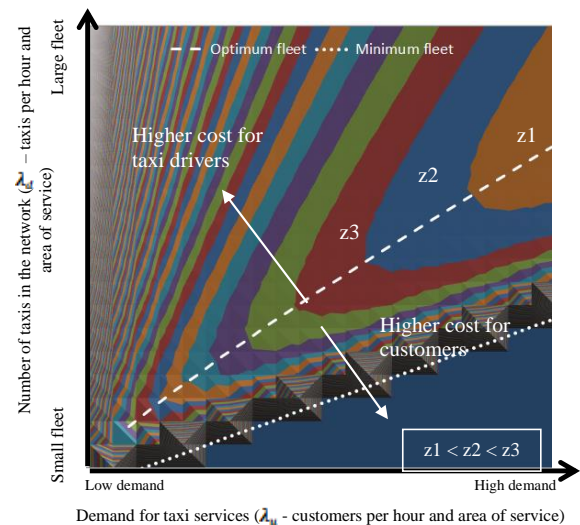 Large fleet
Number of taxis in the network (λ – taxis per hour and
area of service)
Small fleet
Optimum fleet
Minimum fleet
Higher cost for
taxi drivers
z1
z2
z3
Higher cost for
customers
z1 < z2 < z3
Low demand
High demand
Demand for taxi services (λu - customers per hour and area of service)